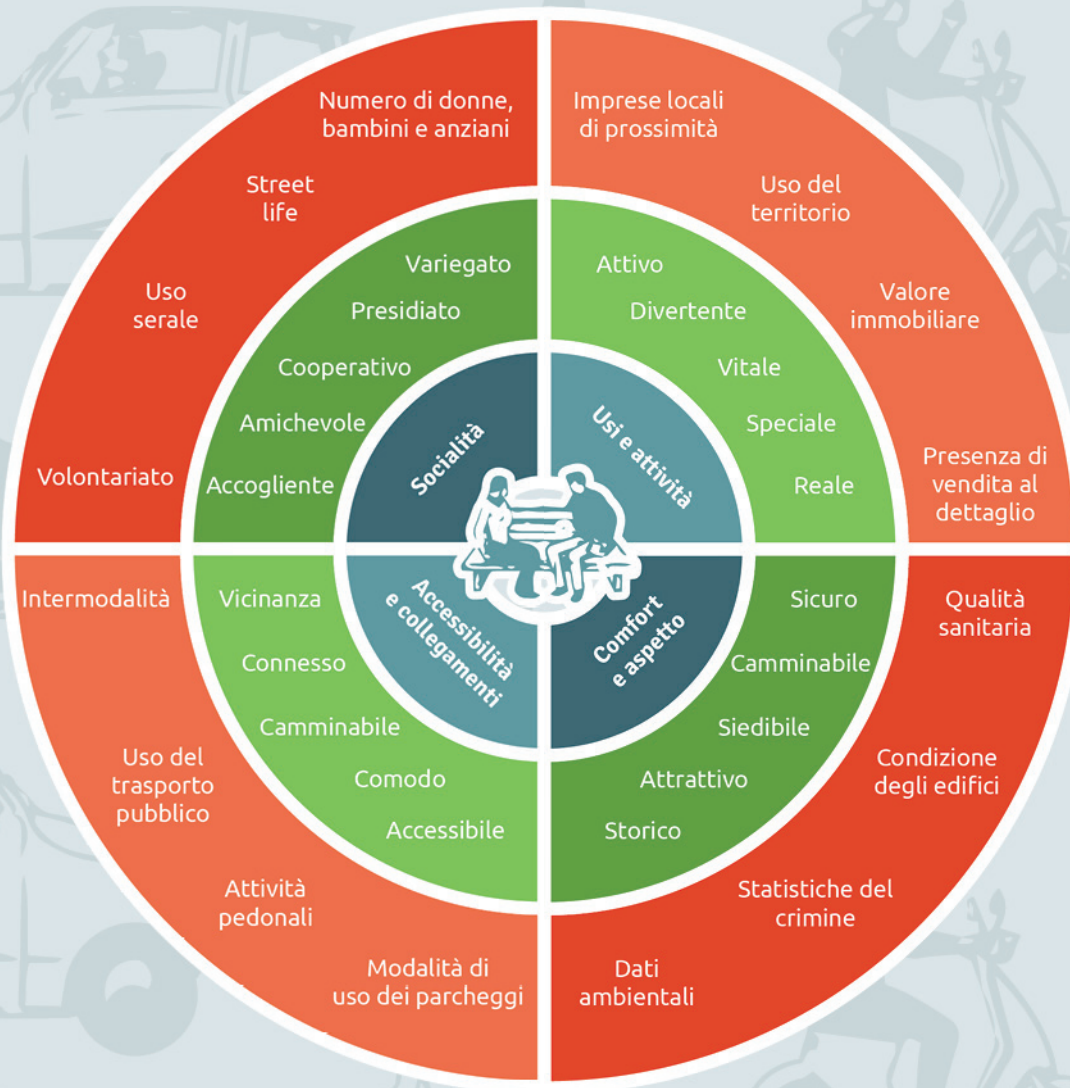 Numero di donne,
bambini e anziani
Street
life
Uso
serale
Volontariato
Variegato
Presidiato
Cooperativo
Amichevole
Accogliente
Socialità
Imprese locali
di prossimità
Uso del
territorio
Valore
immobiliare
Presenza di
vendita al
dettaglio
Attivo
Divertente
Vitale
Speciale
Reale
Usi e attività
Intermodalità
Uso del
trasporto
pubblico
Attività
pedonali
Modalità di
uso dei parcheggi
Vicinanza
Connesso
Camminabile
Comodo
Accessibile
Accessibilità
e collegamenti
Comfort
e aspetto
Sicuro
Camminabile
Siedibile
Attrattivo
Storico
Qualità
sanitaria
Condizione
degli edifici
Statistiche del
crimine
Dati
ambientali